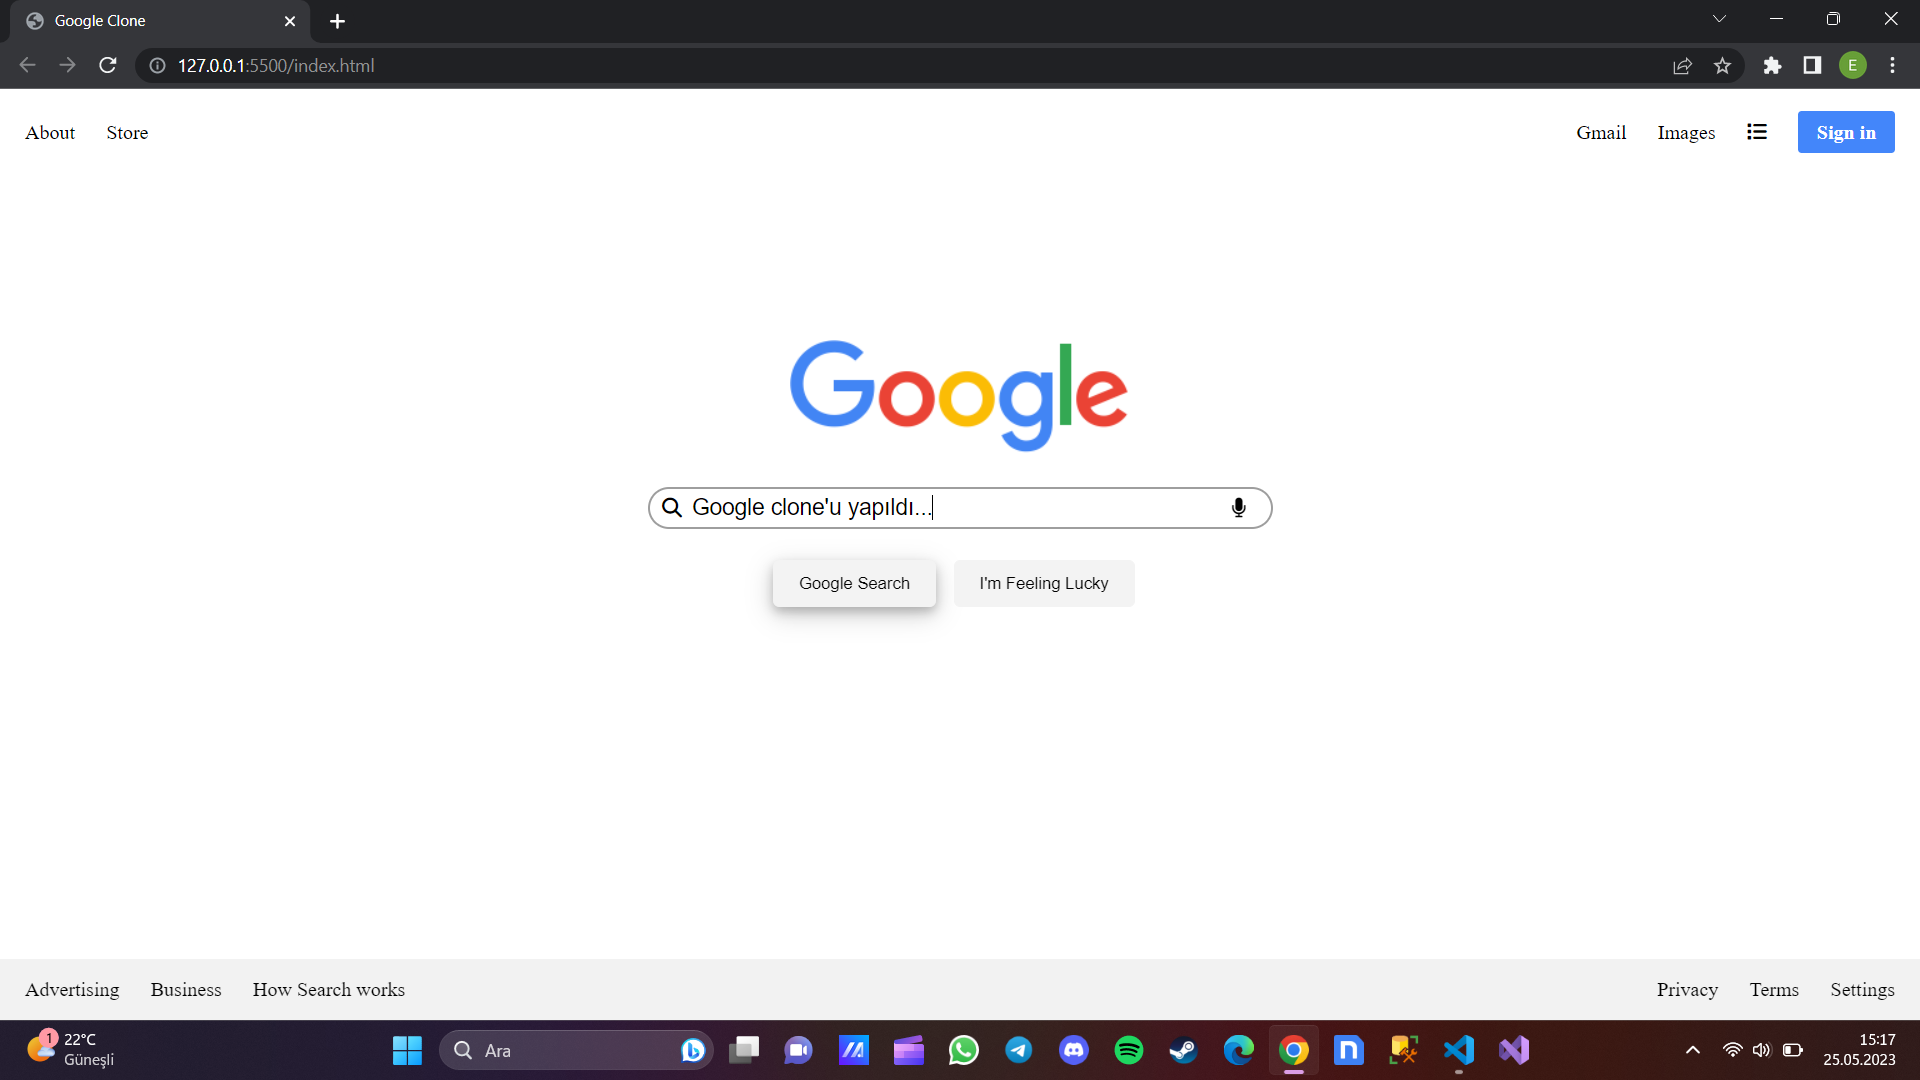 Google Clone
127.0.0.1:5500/index.html
E
About Store
Gmail Images Sign in
Google
Google clone'u yapıldı...
Google Search I'm Feeling Lucky
Advertising Business How Search works
Privacy Terms Settings
1
22°C
Güneşli
Ara
15:17
25.05.2023